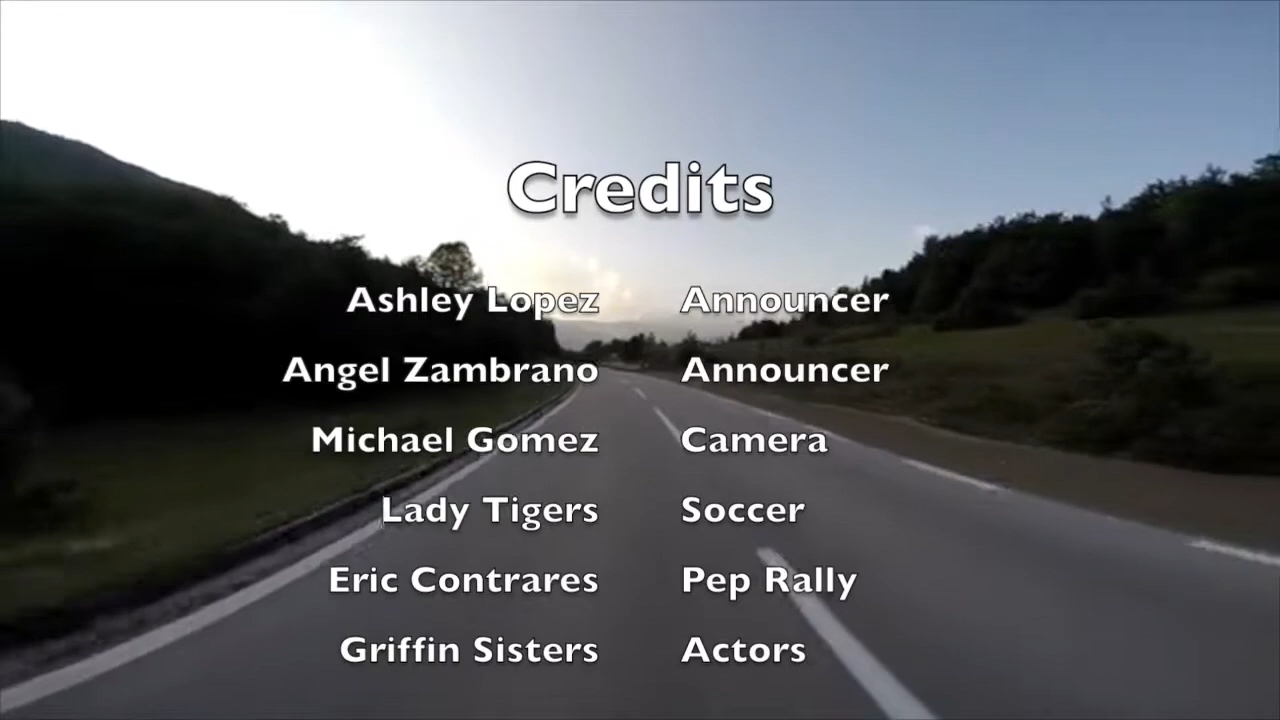 Credits
Ashley Lopez Announcer
Angel Zambrano Announcer
Michael Gomez Camera
Lady Tigers Soccer
Eric Contrares Pep Rally
Griffin Sisters Actors